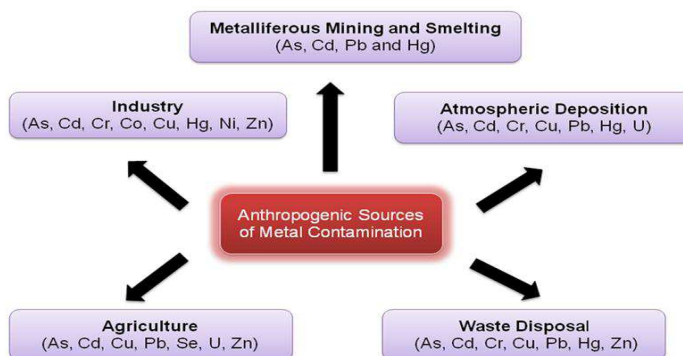 Metalliferous Mining and Smelting
(As, Cd, Pb and Hg)
Industry
(As, Cd, Cr, Co, Cu, Hg, Ni, Zn)
Atmospheric Deposition
(As, Cd, Cr, Cu, Pb, Hg, U)
Anthropogenic Sources
of Metal Contamination
Agriculture
(As, Cd, Cu, Pb, Se, U, Zn)
Waste Disposal
(As, Cd, Cr, Cu, Pb, Hg, Zn)